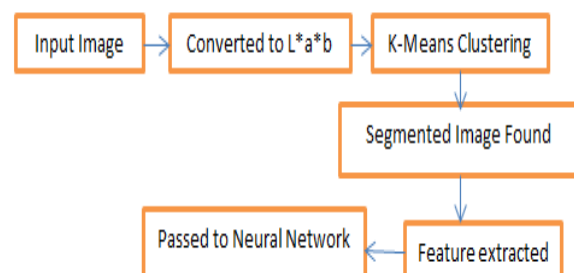 Input Image
Converted to L*a*b
K-Means Clustering
Segmented Image Found
Feature extracted
Passed to Neural Network